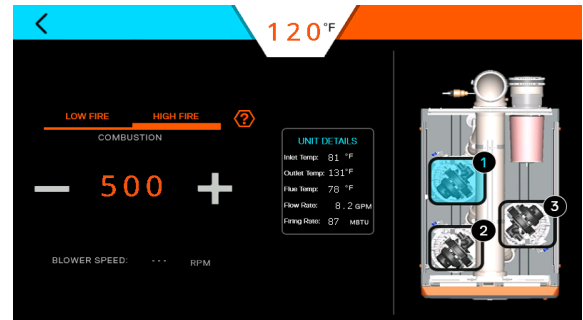 120°F
LOW FIRE HIGH FIRE ?
COMBUSTION
500
BLOWER SPEED: --- RPM
UNIT DETAILS
Inlet Temp: 81 °F
Outlet Temp: 131°F
Flue Temp: 78 °F
Flow Rate: 8.2 GPM
Firing Rate: 87 MBTU
1
2
3